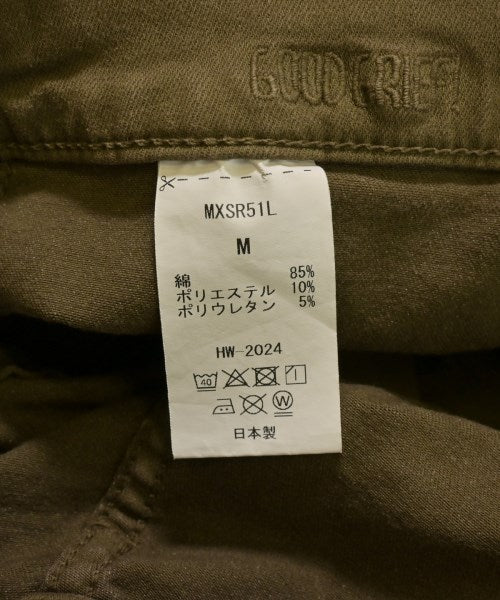 GOOD GRIEF!
MXSR51L
M
綿 85%
ポリエステル 10%
ポリウレタン 5%
HW-2024
40
W
日本製